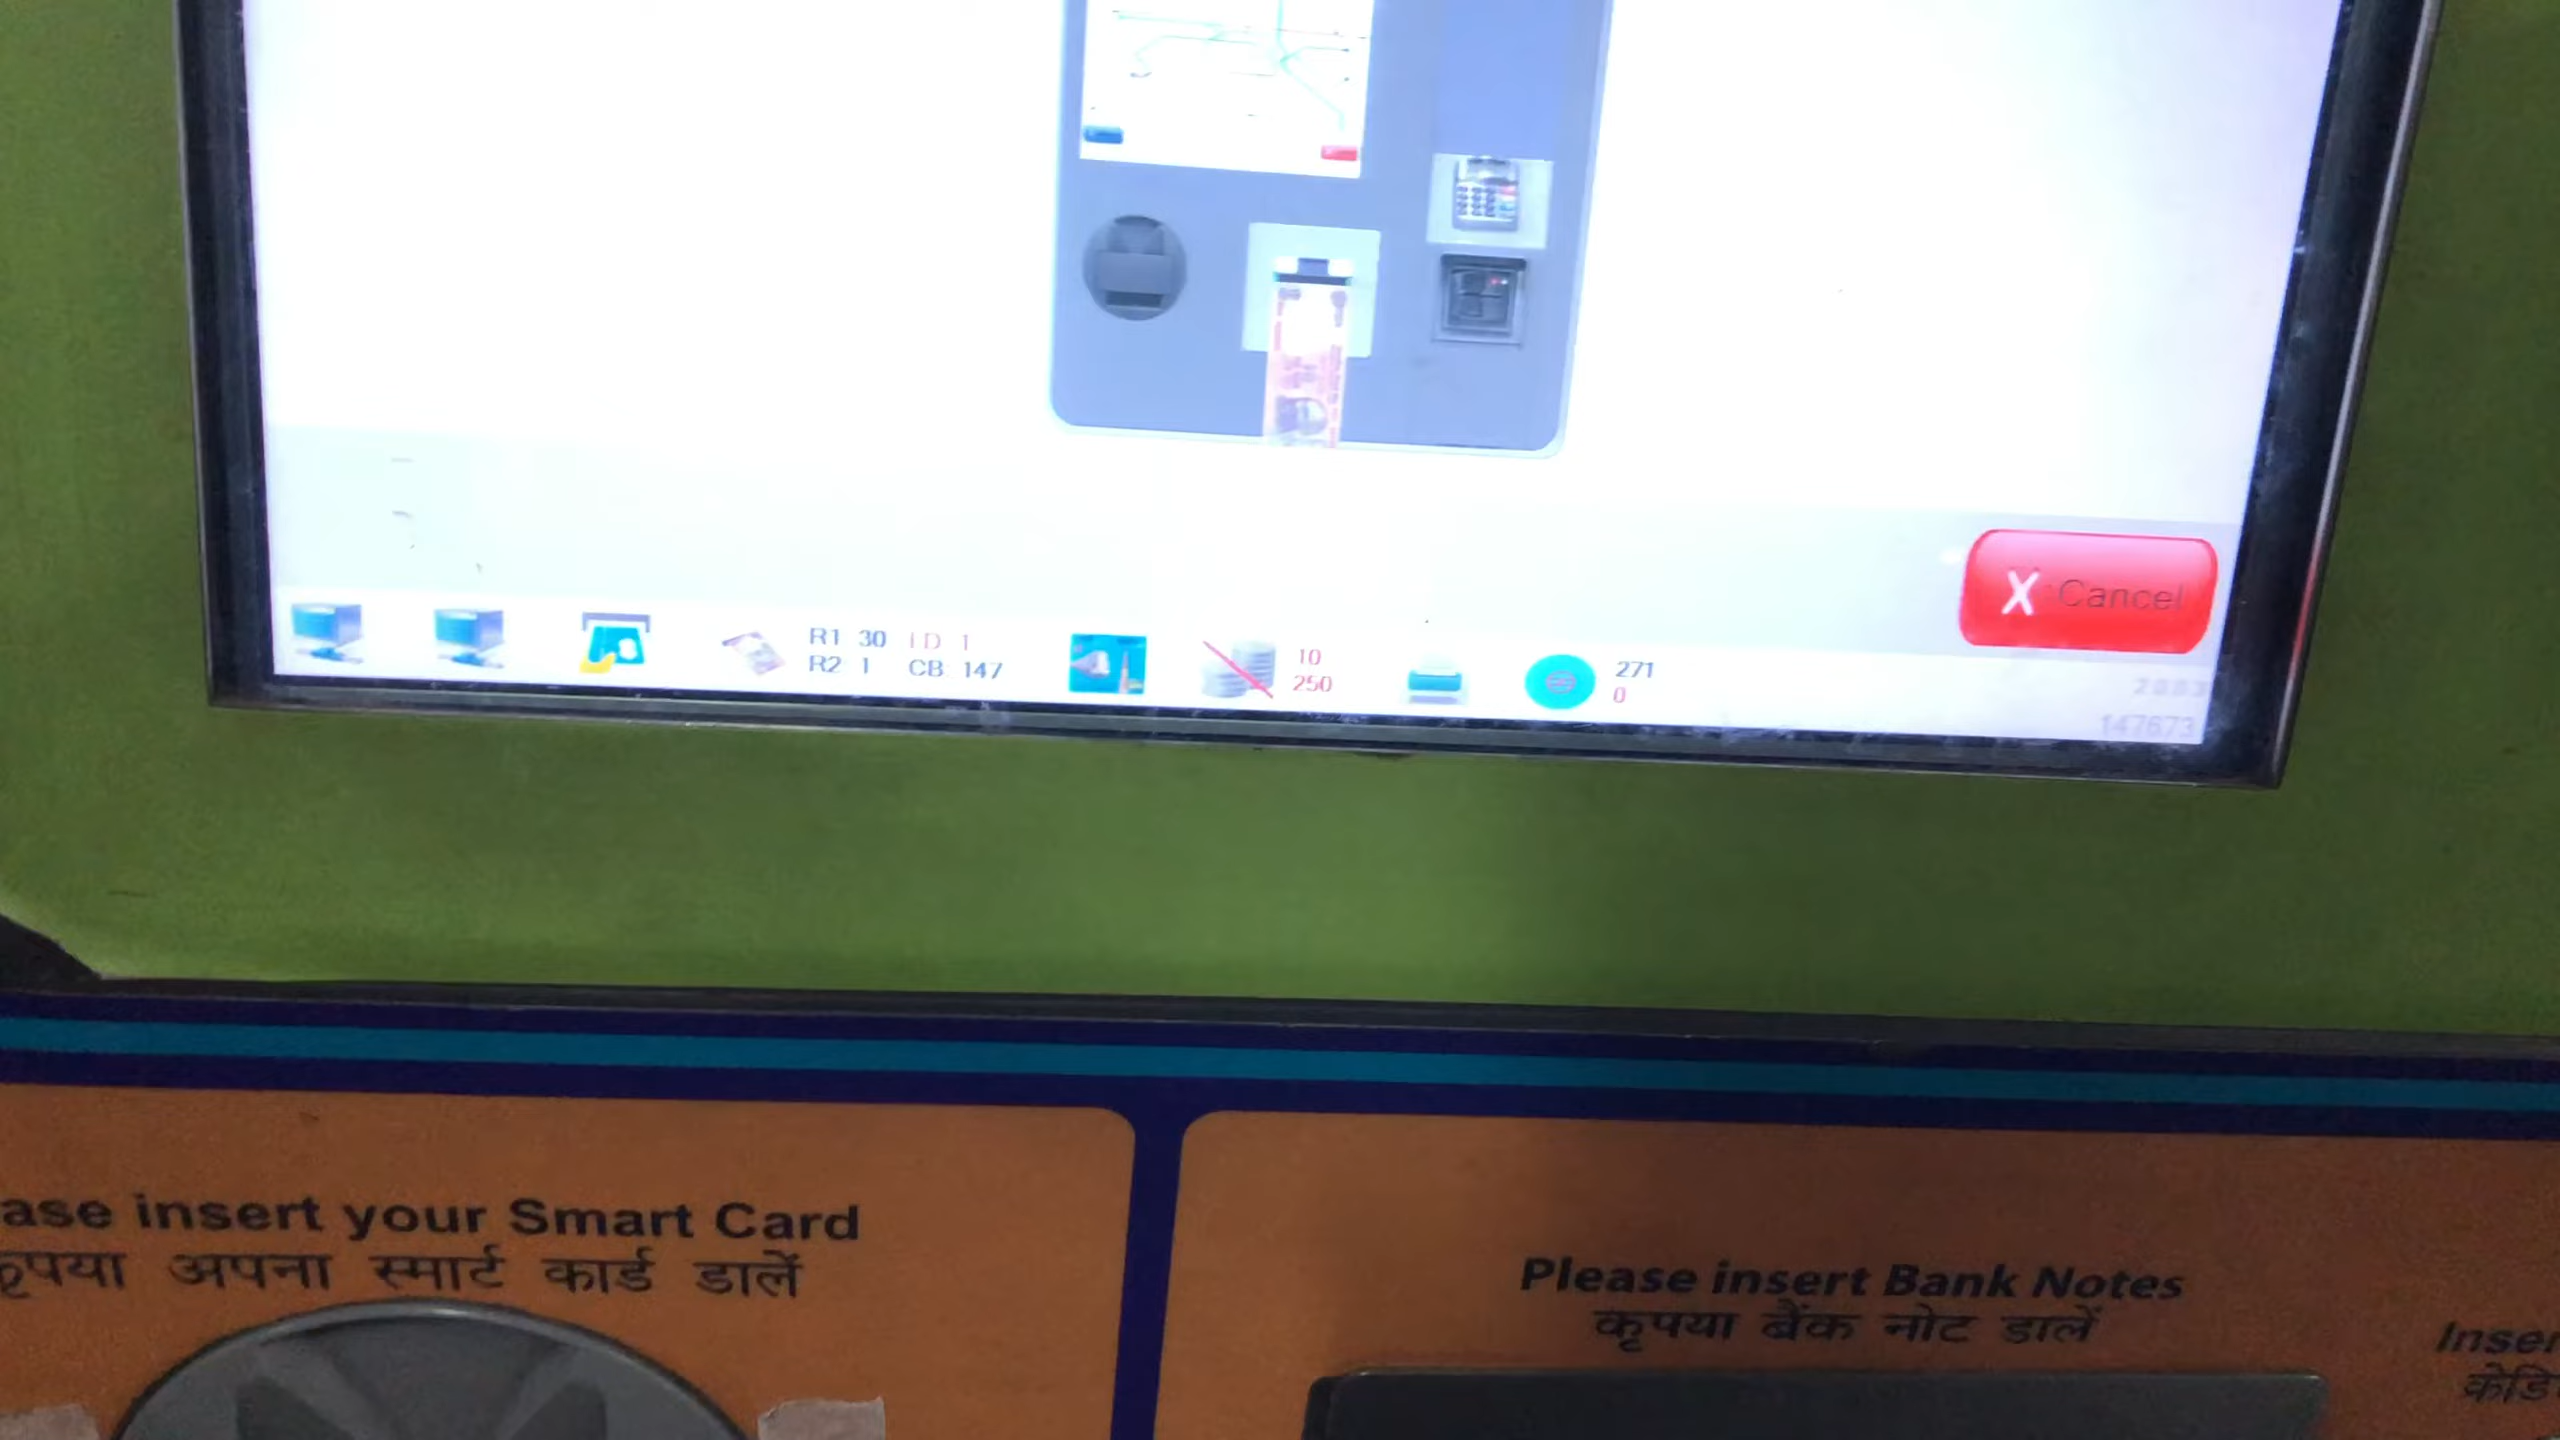 X Cancel
R1 30 ID 1
R2 1 CB 147
10
250
271
0
147673
ase insert your Smart Card
कृपया अपना स्मार्ट कार्ड डालें
Please insert Bank Notes
कृपया बैंक नोट डालें
Inser
क्रेडि